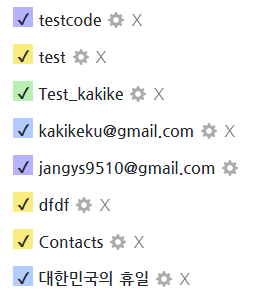 testcode X
test X
Test_kakike X
kakikeku@gmail.com X
jangys9510@gmail.com
dfdf X
Contacts X
대한민국의 휴일 X